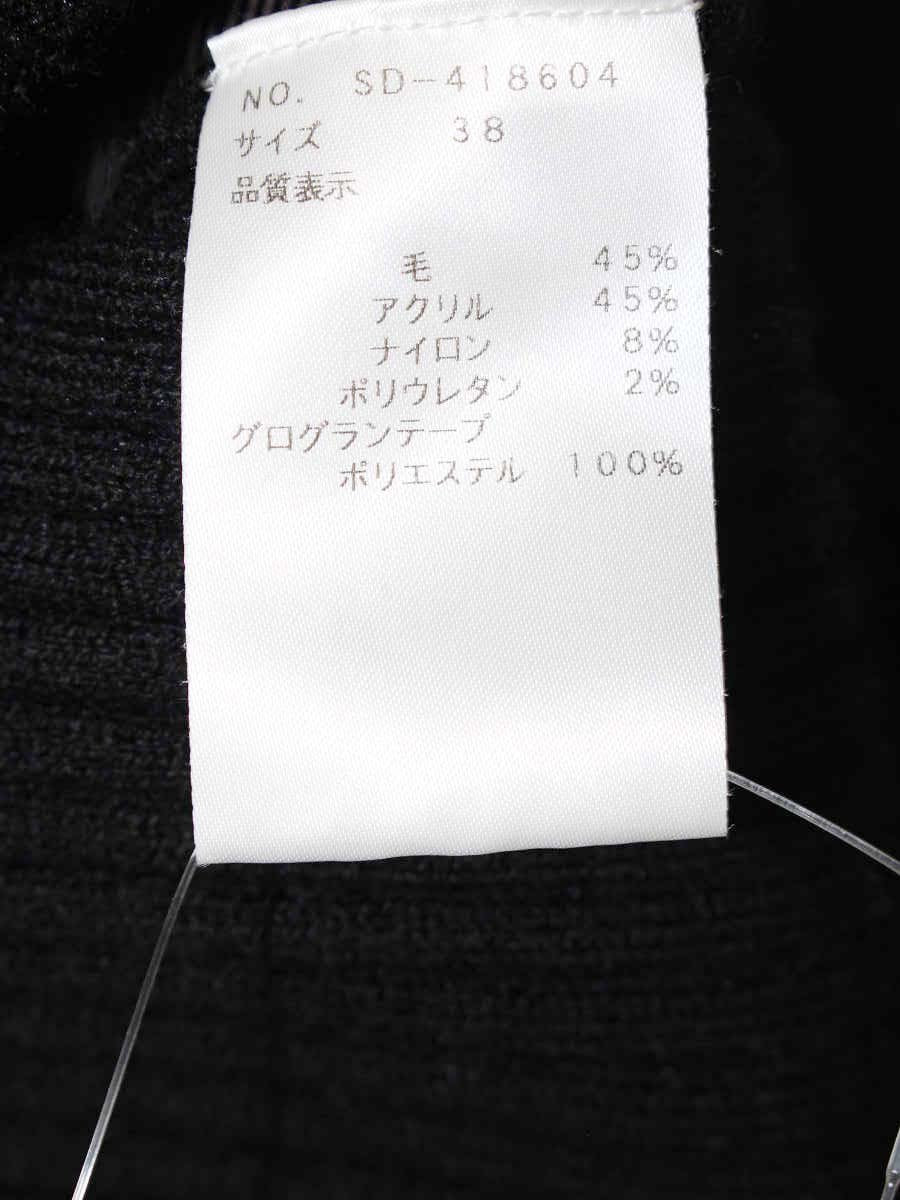 NO. SD-418604
サイズ 38
品質表示
毛 45%
アクリル 45%
ナイロン 8%
ポリウレタン 2%
グログランテープ
ポリエステル 100%